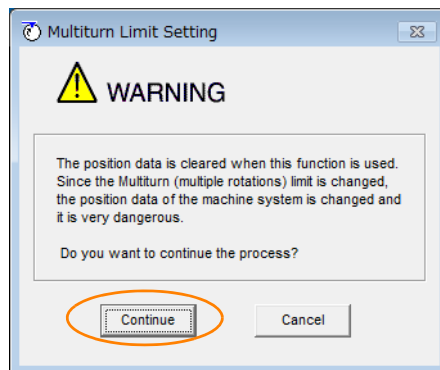 Multiturn Limit Setting
WARNING
The position data is cleared when this function is used.
Since the Multiturn (multiple rotations) limit is changed,
the position data of the machine system is changed and
it is very dangerous.
Do you want to continue the process?
Continue
Cancel